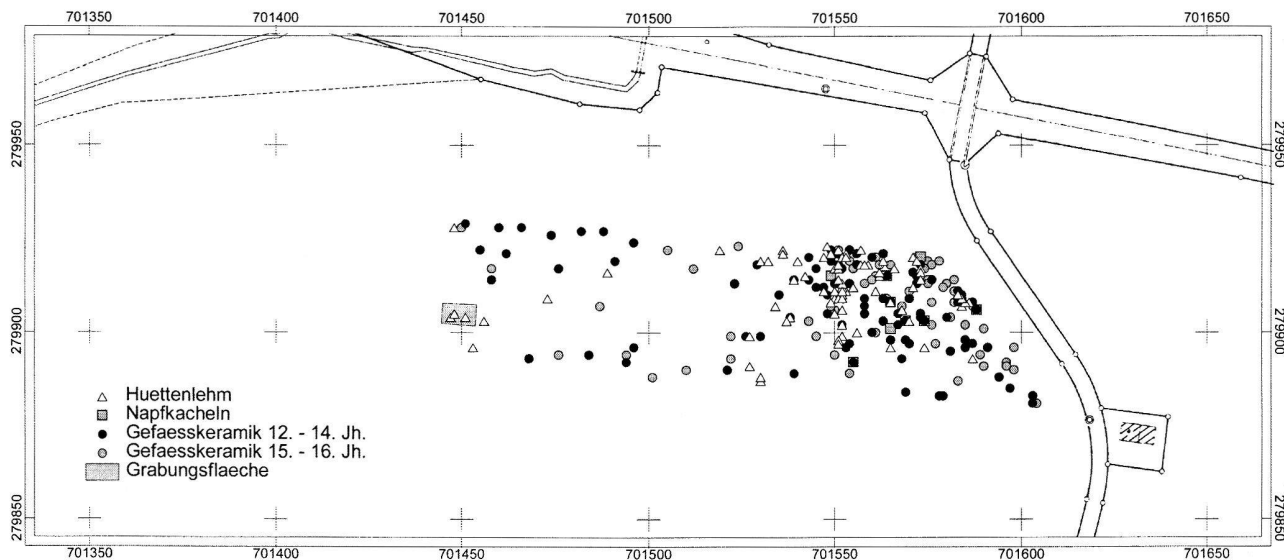 701350 701400 701450 701500 701550 701600 701650
279950 279950
279900 279900
Huettenlehm
Napfkacheln
Gefaesskeramik 12. - 14. Jh.
Gefaesskeramik 15. - 16. Jh.
Grabungsflaeche
279850 279850
701350 701400 701450 701500 701550 701600 701650